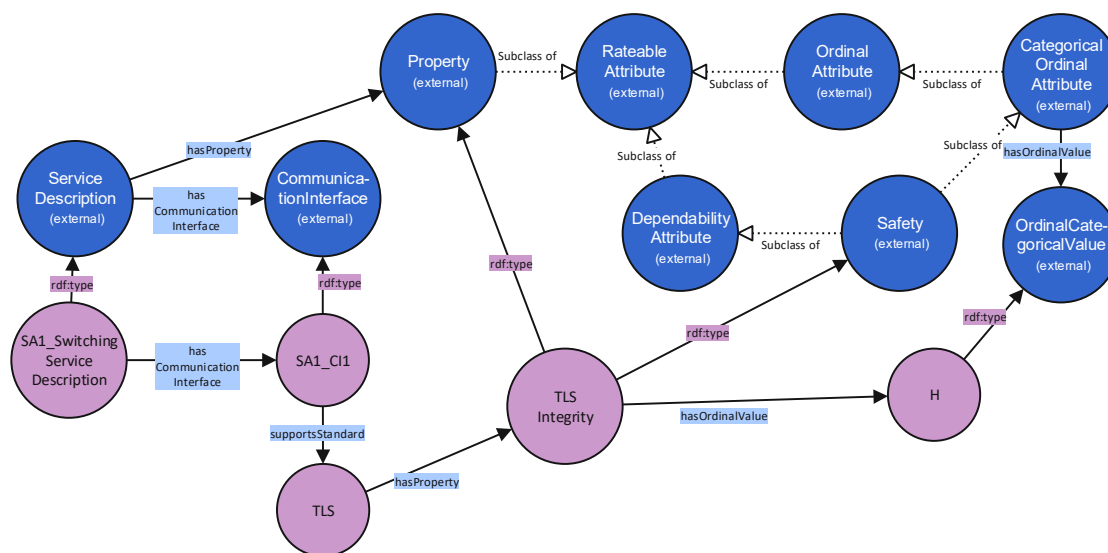 Property
(external)
Subclass of
Rateable
Attribute
(external)
Subclass of
Ordinal
Attribute
(external)
Subclass of
Categorical
Ordinal
Attribute
(external)
hasProperty
Subclass of
Subclass of
hasOrdinalValue
Service
Description
(external)
has
Communication
Interface
Communica-
tionInterface
(external)
Dependability
Attribute
(external)
Subclass of
Safety
(external)
OrdinalCate-
goricalValue
(external)
rdf:type
rdf:type
rdf:type
rdf:type
rdf:type
SA1_Switching
Service
Description
has
Communication
Interface
SA1_CI1
TLS
Integrity
hasOrdinalValue
H
supportsStandard
hasProperty
TLS